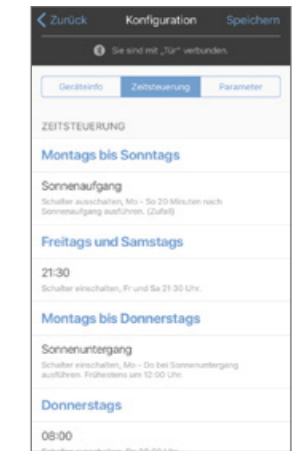 Zurück Konfiguration Speichern
Sie sind mit „Tür“ verbunden.
Geräteinfo Zeitsteuerung Parameter
ZEITSTEUERUNG
Montags bis Sonntags
Sonnenaufgang
Schalter ausschalten, Mo - So 20 Minuten nach
Sonnenaufgang ausführen. (Zufall)
Freitags und Samstags
21:30
Schalter einschalten, Fr und Sa 21:30 Uhr.
Montags bis Donnerstags
Sonnenuntergang
Schalter einschalten, Mo - Do bei Sonnenuntergang
ausführen. Frühestens um 12:00 Uhr.
Donnerstags
08:00